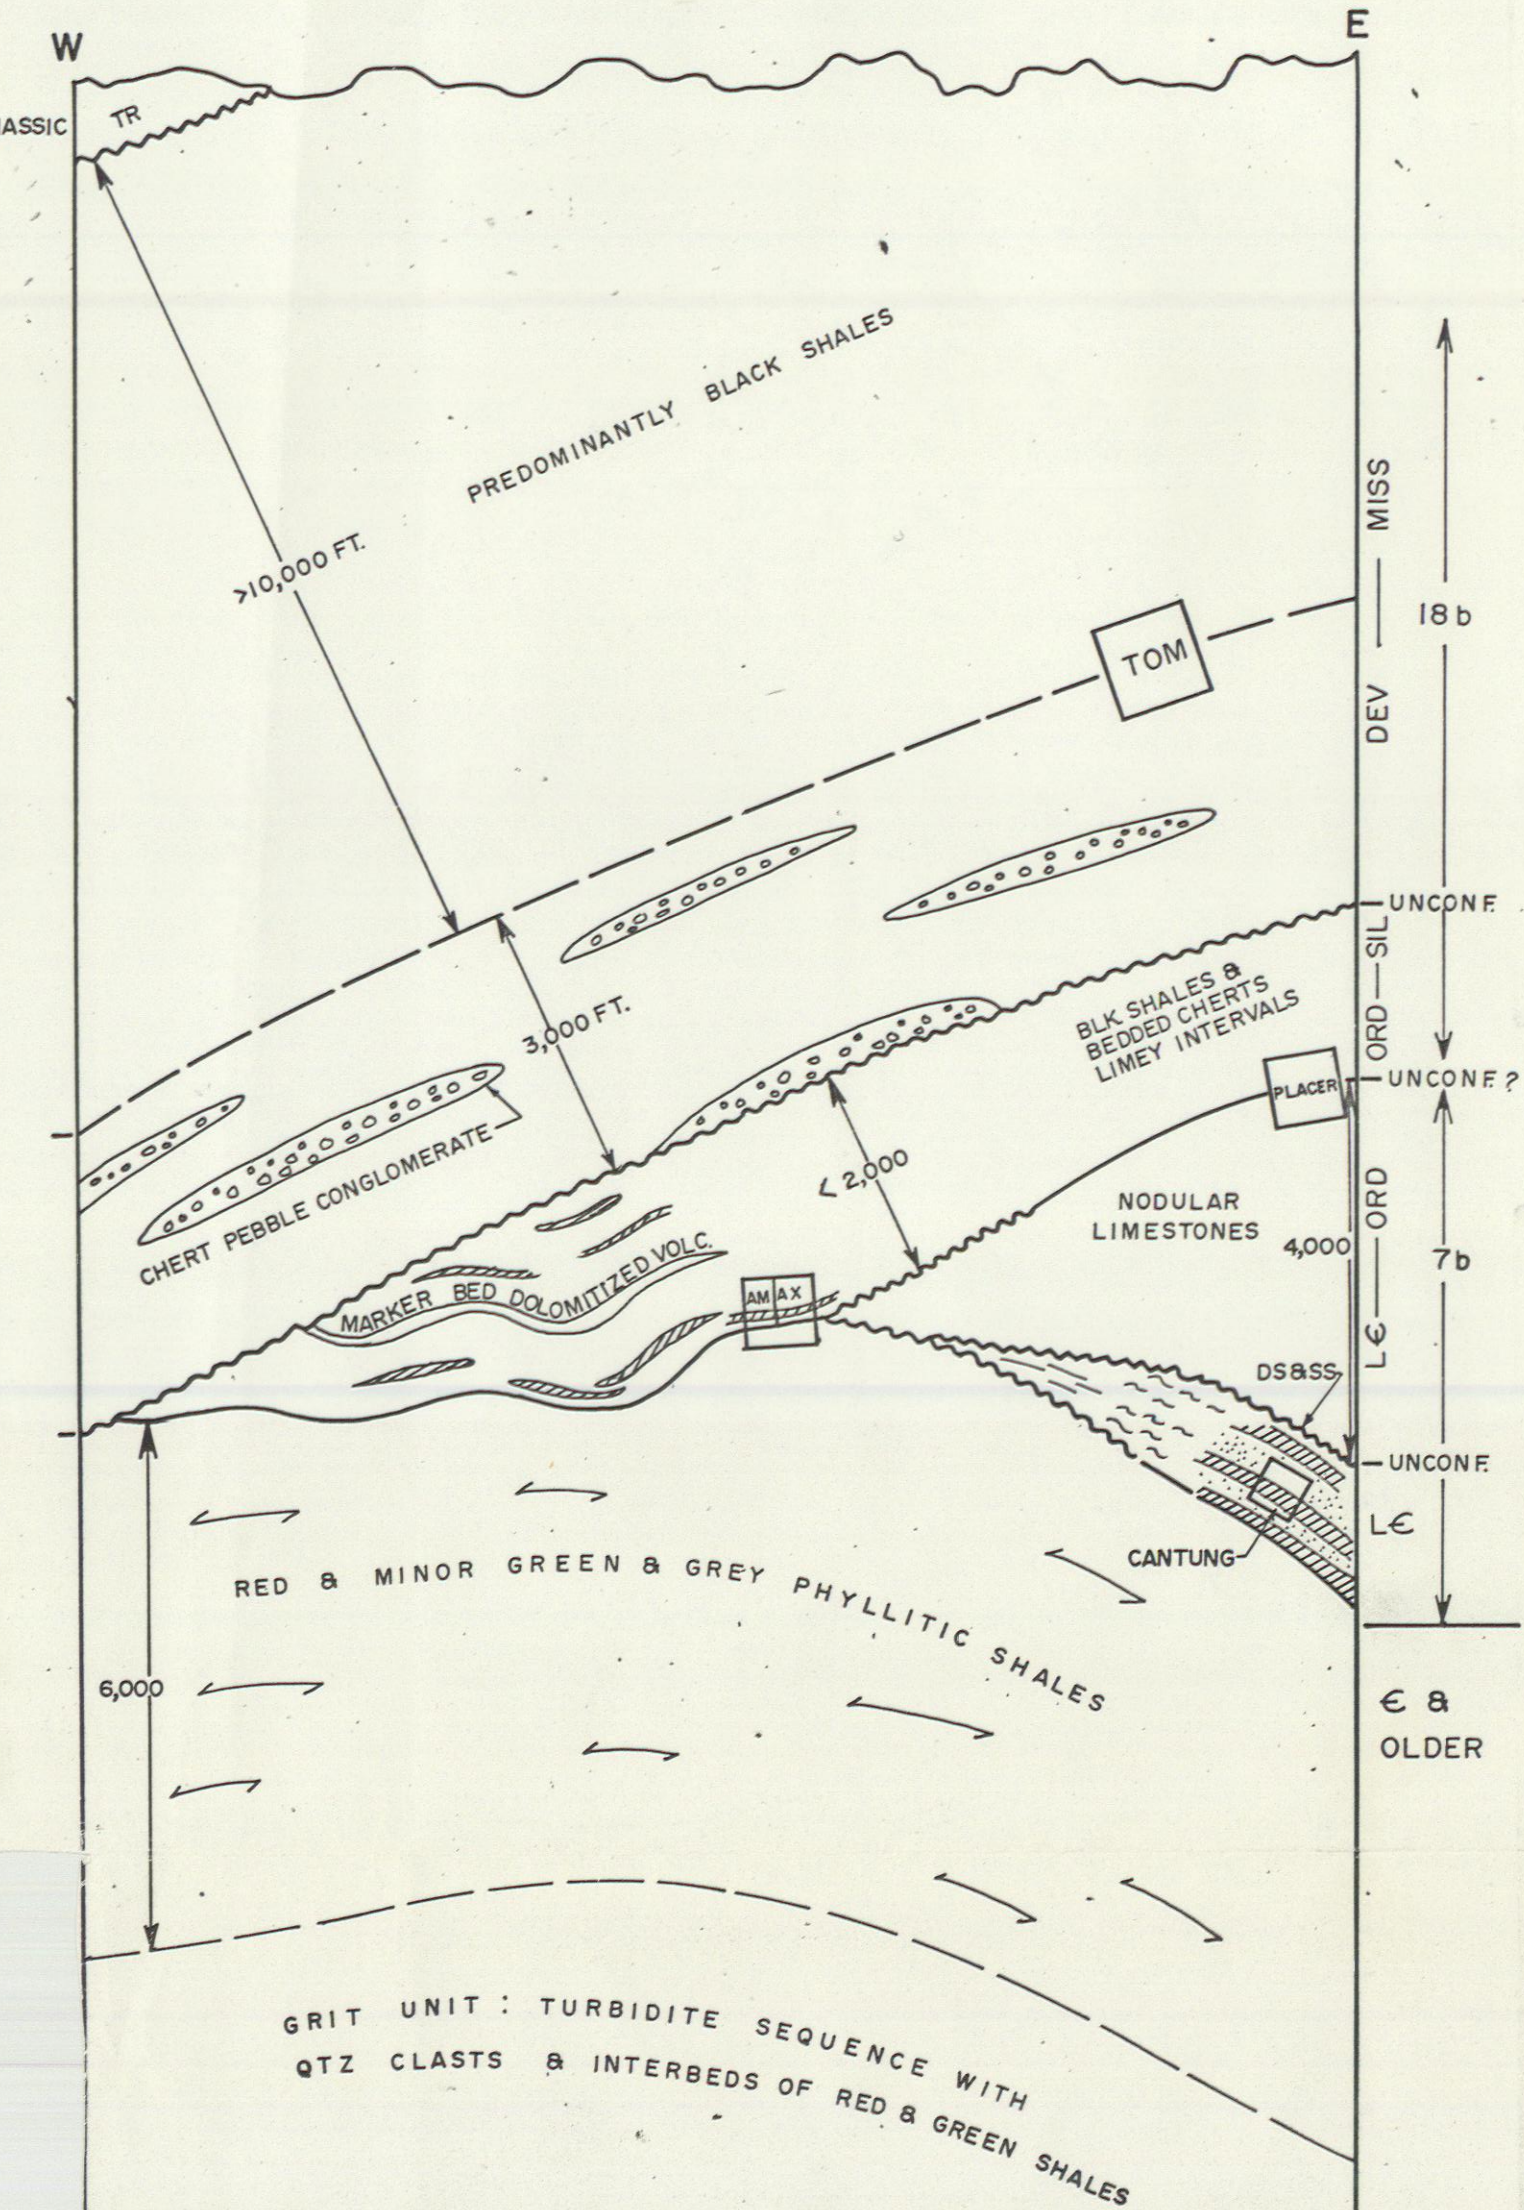 W
E
ASSIC
TR
PREDOMINANTLY BLACK SHALES
MISS
>10,000 FT.
18 b
TOM
DEV
UNCONF.
SIL
BLK. SHALES &
BEDDED CHERTS
LIMEY INTERVALS
3,000 FT.
ORD
PLACER
UNCONF. ?
CHERT PEBBLE CONGLOMERATE
< 2,000
NODULAR
LIMESTONES
ORD
4,000
7b
MARKER BED DOLOMITIZED VOLC.
AM AX
LЄ
DS&SS
UNCONF.
LЄ
CANTUNG
RED & MINOR GREEN & GREY PHYLLITIC SHALES
6,000
Є &
OLDER
GRIT UNIT : TURBIDITE SEQUENCE WITH
QTZ CLASTS & INTERBEDS OF RED & GREEN SHALES